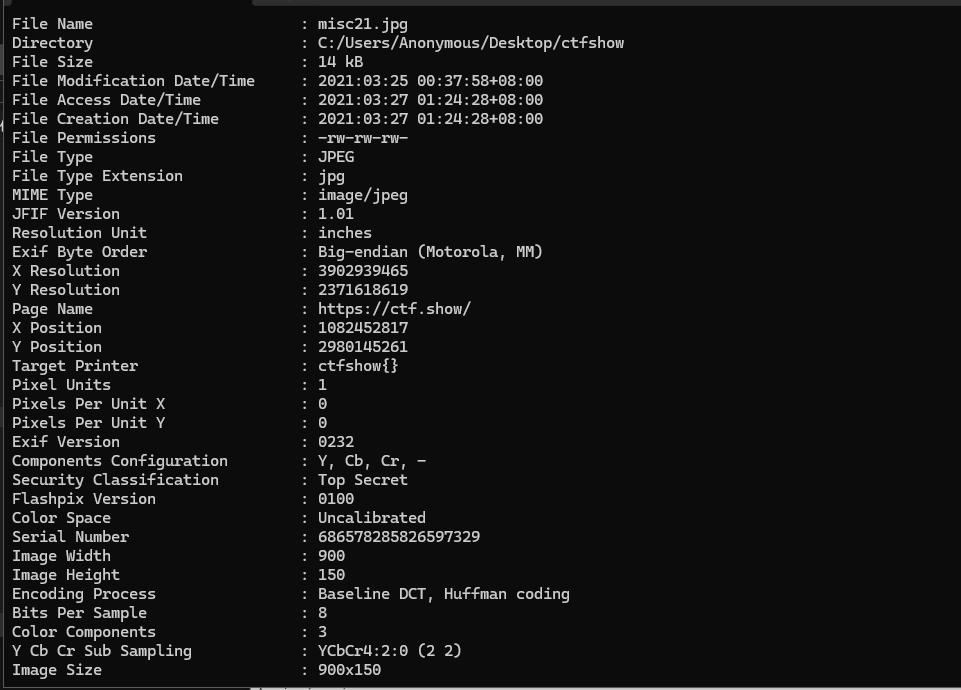 File Name : misc21.jpg
Directory : C:/Users/Anonymous/Desktop/ctfshow
File Size : 14 kB
File Modification Date/Time : 2021:03:25 00:37:58+08:00
File Access Date/Time : 2021:03:27 01:24:28+08:00
File Creation Date/Time : 2021:03:27 01:24:28+08:00
File Permissions : -rw-rw-rw-
File Type : JPEG
File Type Extension : jpg
MIME Type : image/jpeg
JFIF Version : 1.01
Resolution Unit : inches
Exif Byte Order : Big-endian (Motorola, MM)
X Resolution : 3902939465
Y Resolution : 2371618619
Page Name : https://ctf.show/
X Position : 1082452817
Y Position : 2980145261
Target Printer : ctfshow{}
Pixel Units : 1
Pixels Per Unit X : 0
Pixels Per Unit Y : 0
Exif Version : 0232
Components Configuration : Y, Cb, Cr, -
Security Classification : Top Secret
Flashpix Version : 0100
Color Space : Uncalibrated
Serial Number : 686578285826597329
Image Width : 900
Image Height : 150
Encoding Process : Baseline DCT, Huffman coding
Bits Per Sample : 8
Color Components : 3
Y Cb Cr Sub Sampling : YCbCr4:2:0 (2 2)
Image Size : 900x150